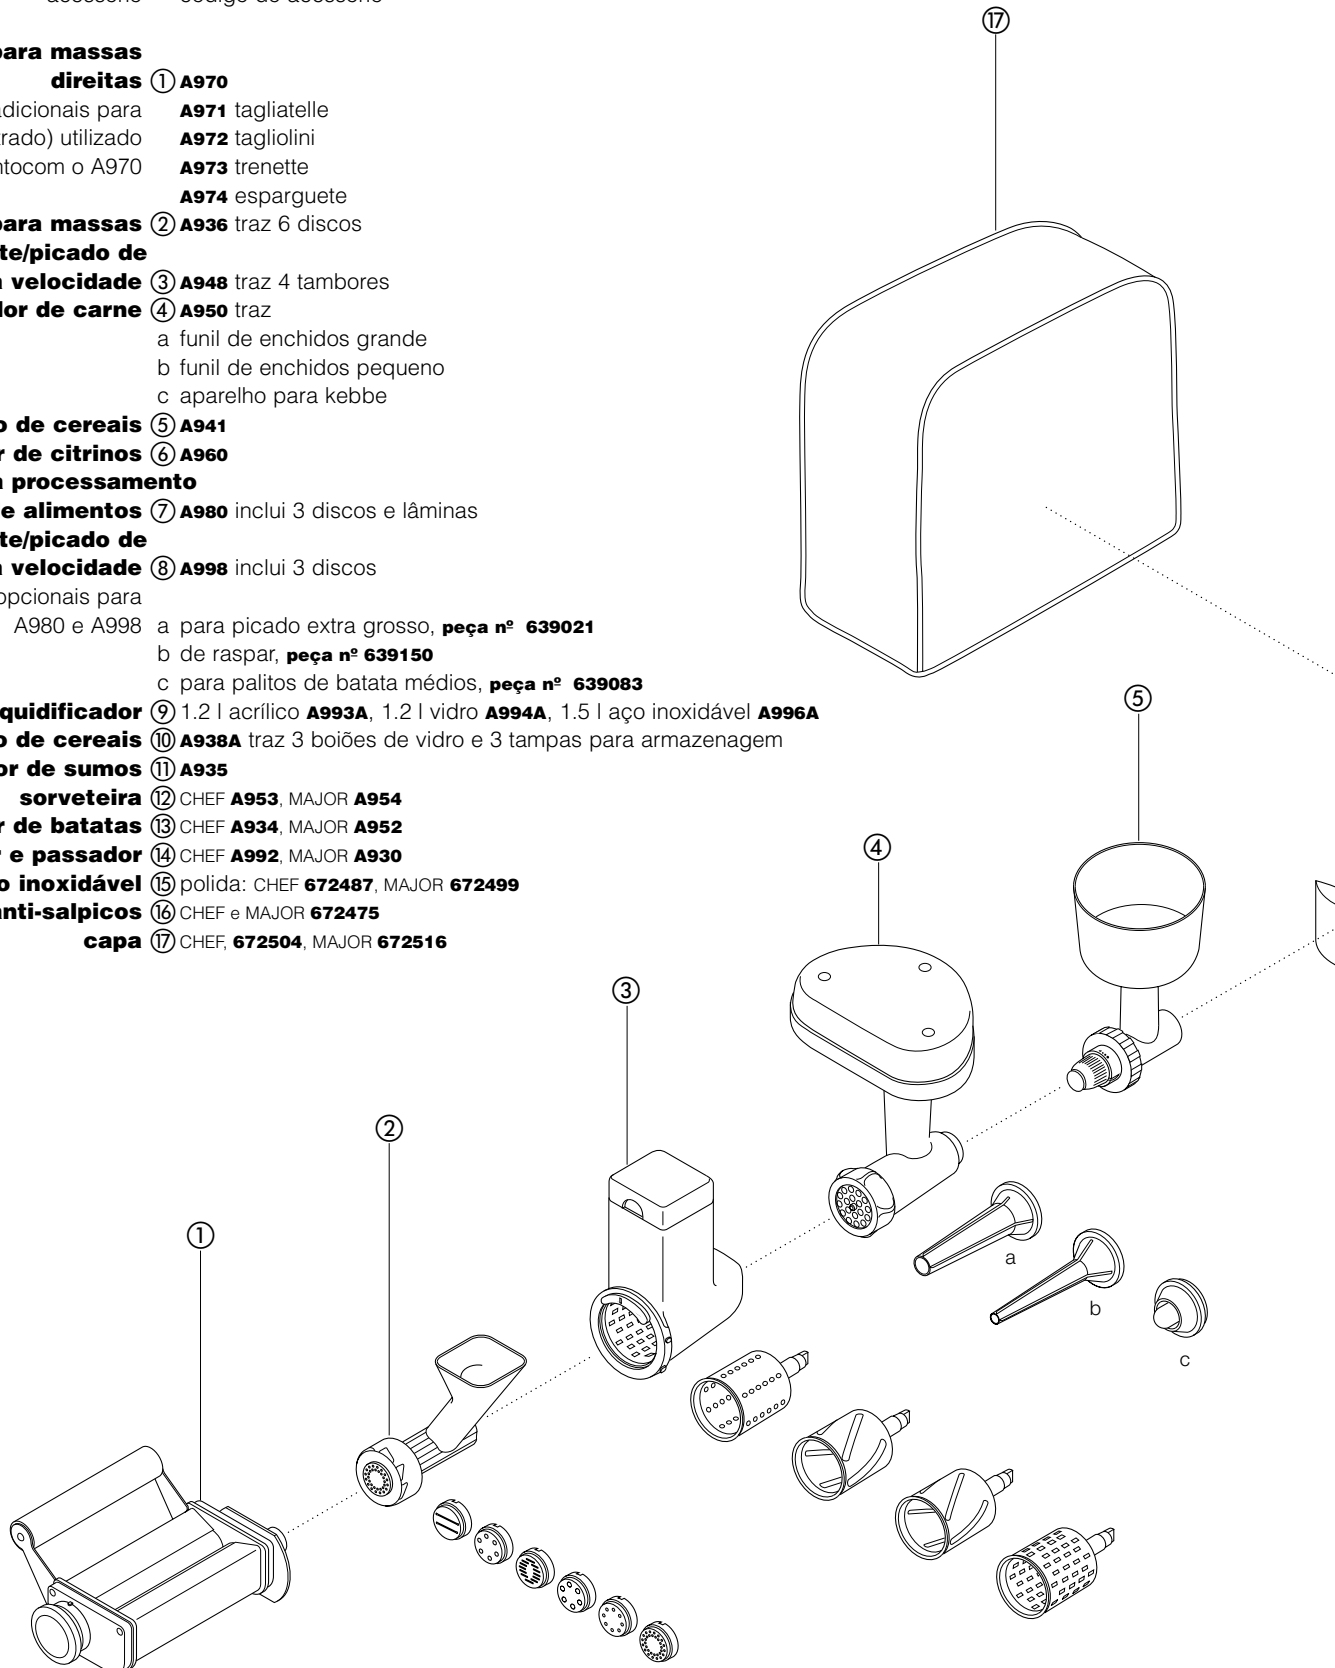 acessório código do acessório
para massas
direitas ① A970
adicionais para A971 tagliatelle
trado) utilizado A972 tagliolini
ntocom o A970 A973 trenette
A974 esparguete
para massas ② A936 traz 6 discos
te/picado de
a velocidade ③ A948 traz 4 tambores
dor de carne ④ A950 traz
a funil de enchidos grande
b funil de enchidos pequeno
c aparelho para kebbe
o de cereais ⑤ A941
r de citrinos ⑥ A960
a processamento
e alimentos ⑦ A980 inclui 3 discos e lâminas
te/picado de
a velocidade ⑧ A998 inclui 3 discos
opcionais para
A980 e A998 a para picado extra grosso, peça nº 639021
b de raspar, peça nº 639150
c para palitos de batata médios, peça nº 639083
quidificador ⑨ 1.2 l acrílico A993A, 1.2 l vidro A994A, 1.5 l aço inoxidável A996A
o de cereais ⑩ A938A traz 3 boiões de vidro e 3 tampas para armazenagem
or de sumos ⑪ A935
sorveteira ⑫ CHEF A953, MAJOR A954
r de batatas ⑬ CHEF A934, MAJOR A952
r e passador ⑭ CHEF A992, MAJOR A930
o inoxidável ⑮ polida: CHEF 672487, MAJOR 672499
anti-salpicos ⑯ CHEF e MAJOR 672475
capa ⑰ CHEF, 672504, MAJOR 672516
⑰
⑤
④
③
②
①
a
b
c